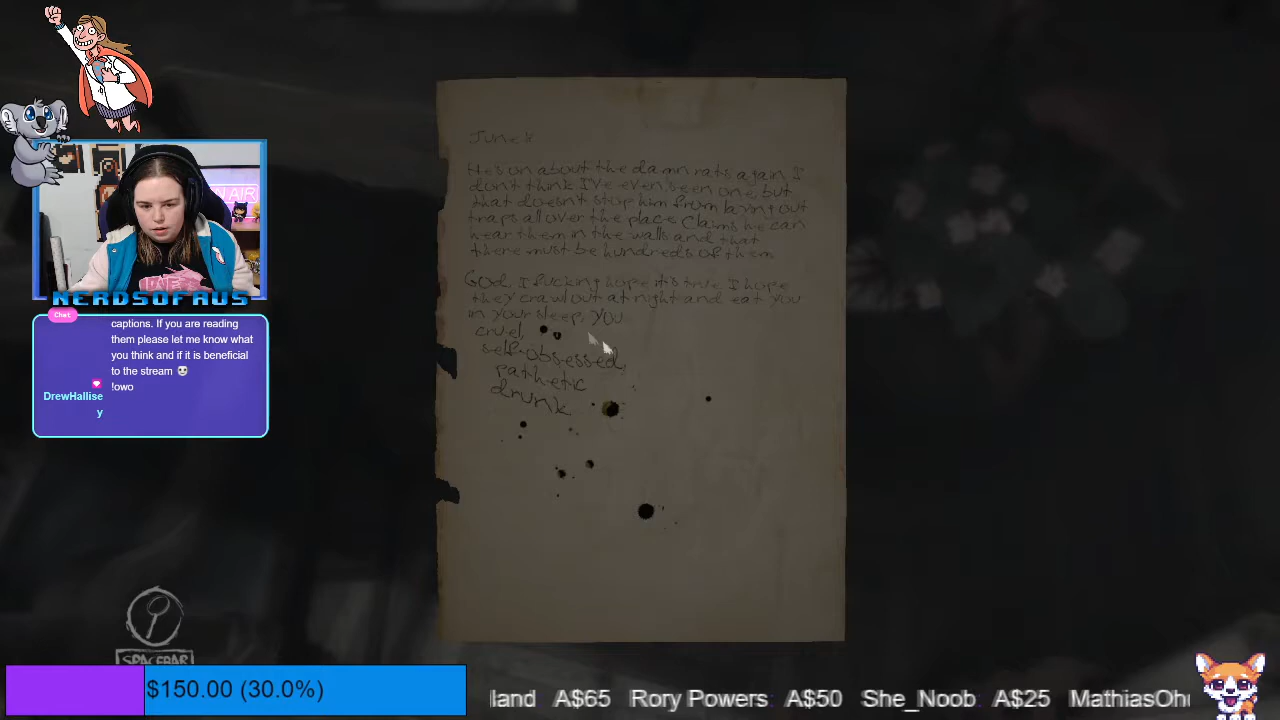 June 8
He's on about the damn rats again, I
don't think I've even seen one but
that doesn't stop him from laying out
traps all over the place. Claims he can
hear them in the walls and that
there must be hundreds of them
God I fucking hope it's true I hope
they crawl out at night and eat you
in your sleep, you
cruel,
self-obsessed,
pathetic
drunk
NERDSOFAUS
Chat
captions. If you are reading
them please let me know what
you think and if it is beneficial
to the stream
!owo
DrewHallise
y
SPACEBAR
$150.00 (30.0%)
land A$65 Rory Powers: A$50 She_Noob: A$25 MathiasOh